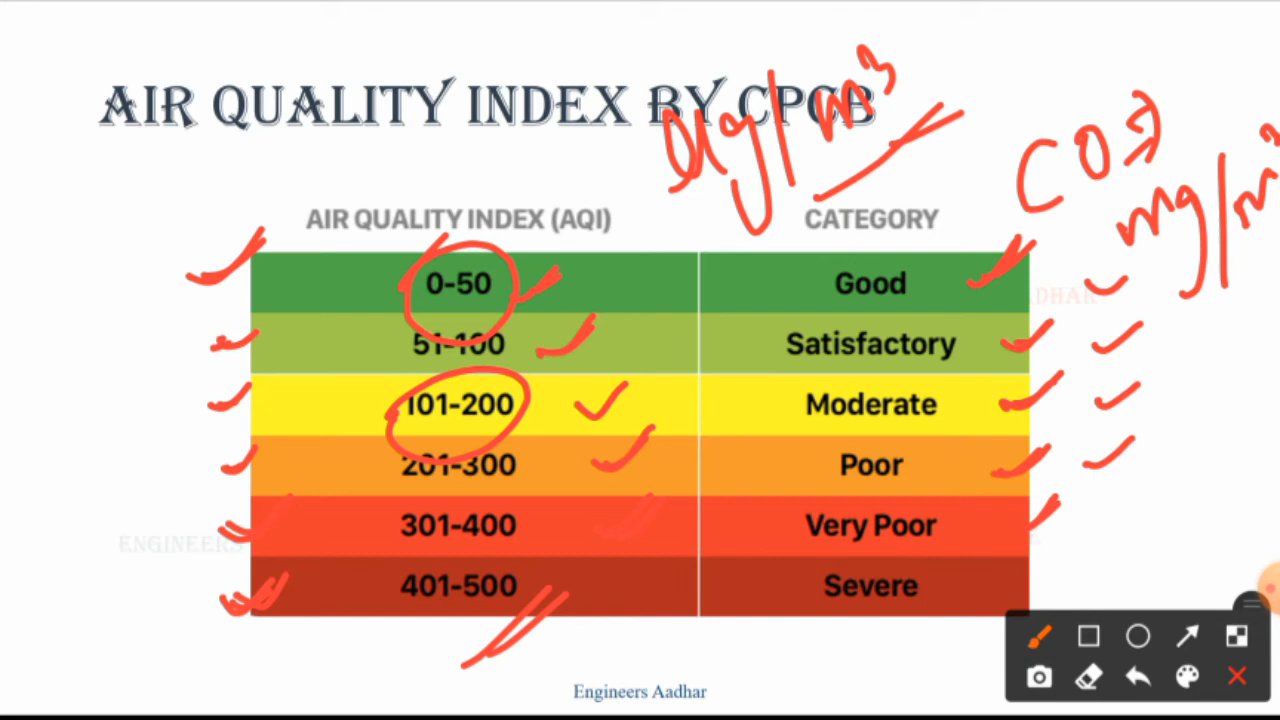 AIR QUALITY INDEX BY CPCB
µg/m³
CO⇒
mg/m³
AIR QUALITY INDEX (AQI) CATEGORY
0-50 Good
51-100 Satisfactory
101-200 Moderate
201-300 Poor
301-400 Very Poor
401-500 Severe
ENGINEERS
Engineers Aadhar